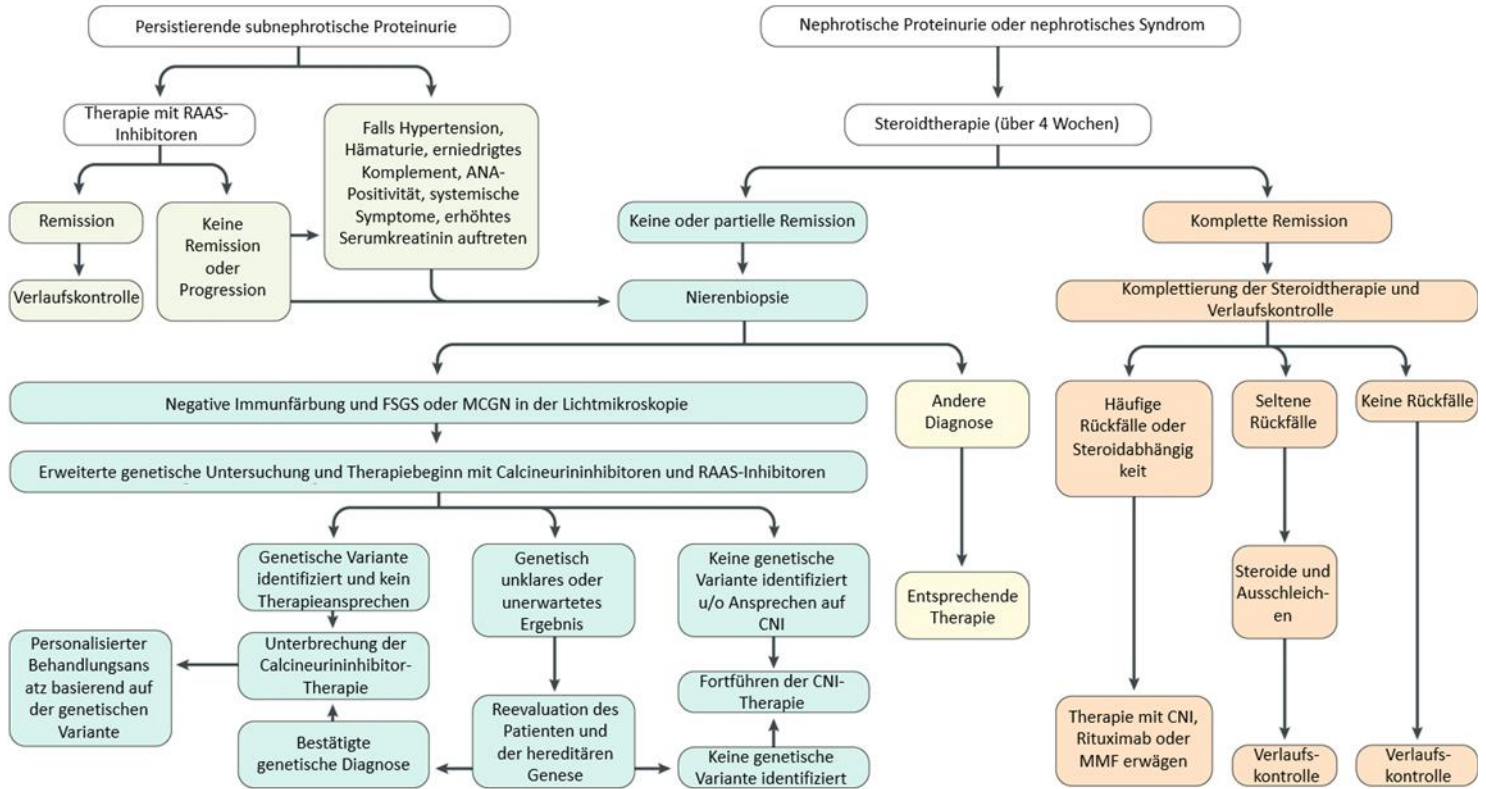 Persistierende subnephrotische Proteinurie
Nephrotische Proteinurie oder nephrotisches Syndrom
Therapie mit RAAS-
Inhibitoren
Falls Hypertension,
Hämaturie, erniedrigtes
Komplement, ANA-
Positivität, systemische
Symptome, erhöhtes
Serumkreatinin auftreten
Steroidtherapie (über 4 Wochen)
Remission
Keine
Remission
oder
Progression
Keine oder partielle Remission
Komplette Remission
Verlaufskontrolle
Nierenbiopsie
Komplettierung der Steroidtherapie und
Verlaufskontrolle
Negative Immunfärbung und FSGS oder MCGN in der Lichtmikroskopie
Andere
Diagnose
Häufige
Rückfälle oder
Steroidabhängig
keit
Seltene
Rückfälle
Keine Rückfälle
Erweiterte genetische Untersuchung und Therapiebeginn mit Calcineurininhibitoren und RAAS-Inhibitoren
Genetische Variante
identifiziert und kein
Therapieansprechen
Genetisch
unklares oder
unerwartetes
Ergebnis
Keine genetische
Variante identifiziert
u/o Ansprechen auf
CNI
Entsprechende
Therapie
Steroide und
Ausschleich-
en
Personalisierter
Behandlungsans
atz basierend auf
der genetischen
Variante
Unterbrechung der
Calcineurininhibitor-
Therapie
Fortführen der CNI-
Therapie
Bestätigte
genetische Diagnose
Reevaluation des
Patienten und
der hereditären
Genese
Keine genetische
Variante identifiziert
Therapie mit CNI,
Rituximab oder
MMF erwägen
Verlaufs-
kontrolle
Verlaufs-
kontrolle